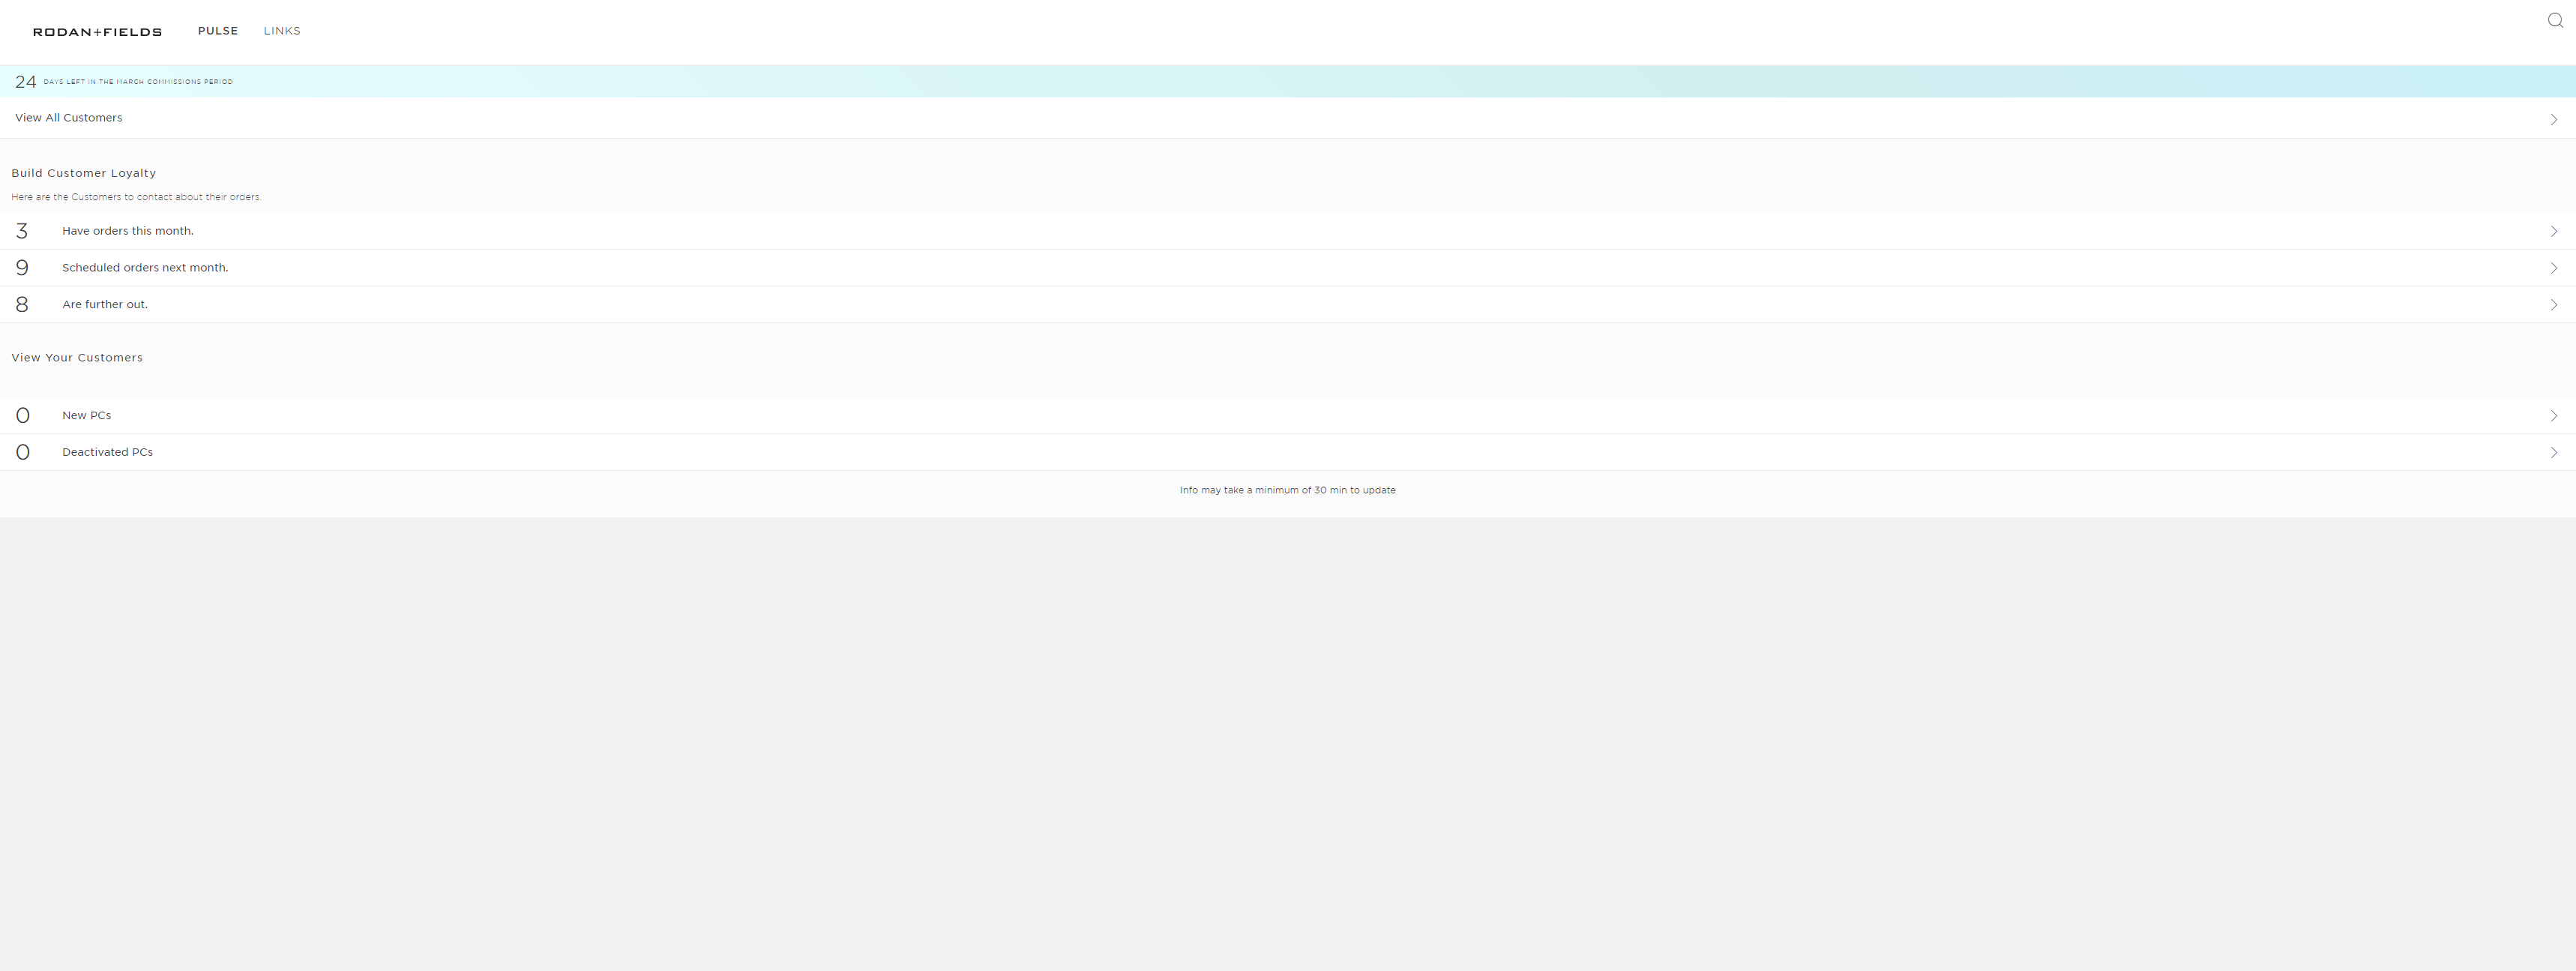 RODAN+FIELDS PULSE LINKS
24 DAYS LEFT IN THE MARCH COMMISSIONS PERIOD
View All Customers
Build Customer Loyalty
Here are the Customers to contact about their orders.
3 Have orders this month.
9 Scheduled orders next month.
8 Are further out.
View Your Customers
0 New PCs
0 Deactivated PCs
Info may take a minimum of 30 min to update